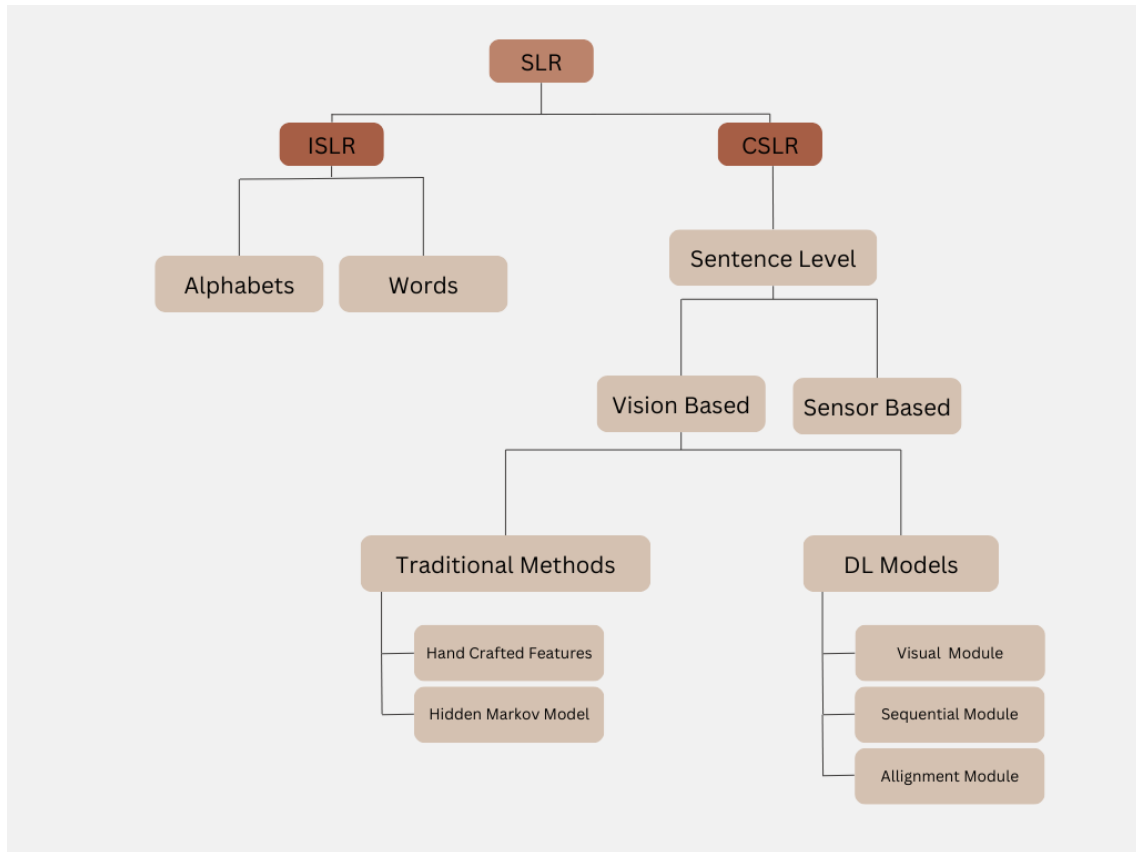 SLR
ISLR
CSLR
Sentence Level
Alphabets
Words
Vision Based
Sensor Based
Traditional Methods
DL Models
Hand Crafted Features
Visual Module
Hidden Markov Model
Sequential Module
Allignment Module